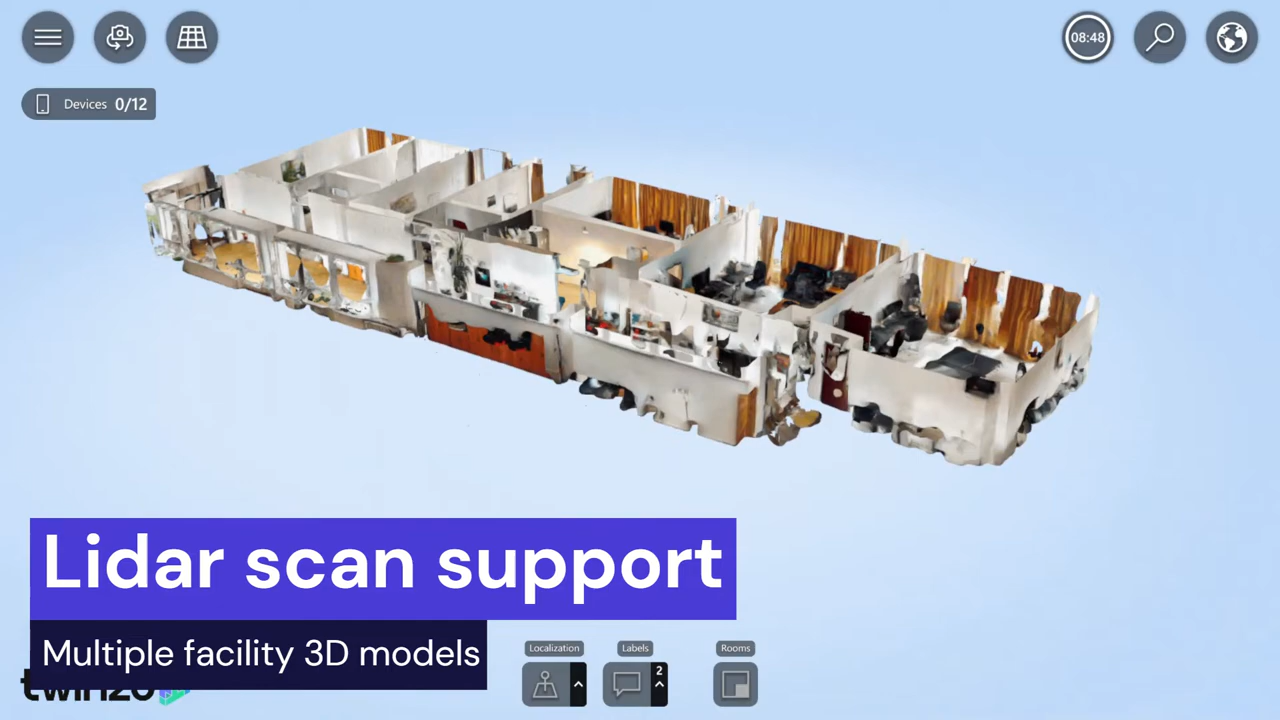 08:48
Devices 0/12
Lidar scan support
Multiple facility 3D models
Localization
Labels
Rooms
2